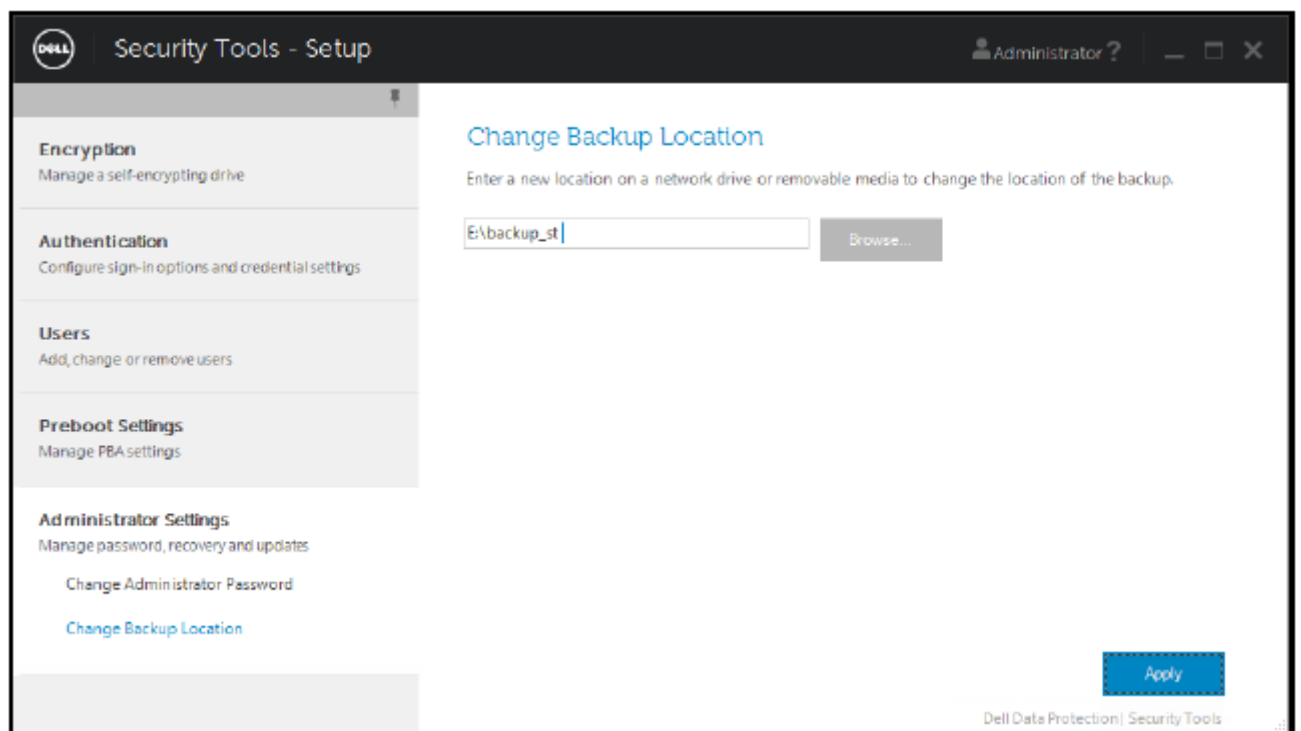 DELL
Security Tools - Setup
Administrator ?
Encryption
Manage a self-encrypting drive
Authentication
Configure sign-in options and credential settings
Users
Add, change or remove users
Preboot Settings
Manage PBA settings
Administrator Settings
Manage password, recovery and updates
Change Administrator Password
Change Backup Location
Change Backup Location
Enter a new location on a network drive or removable media to change the location of the backup.
E:\backup_st
Browse...
Apply
Dell Data Protection | Security Tools